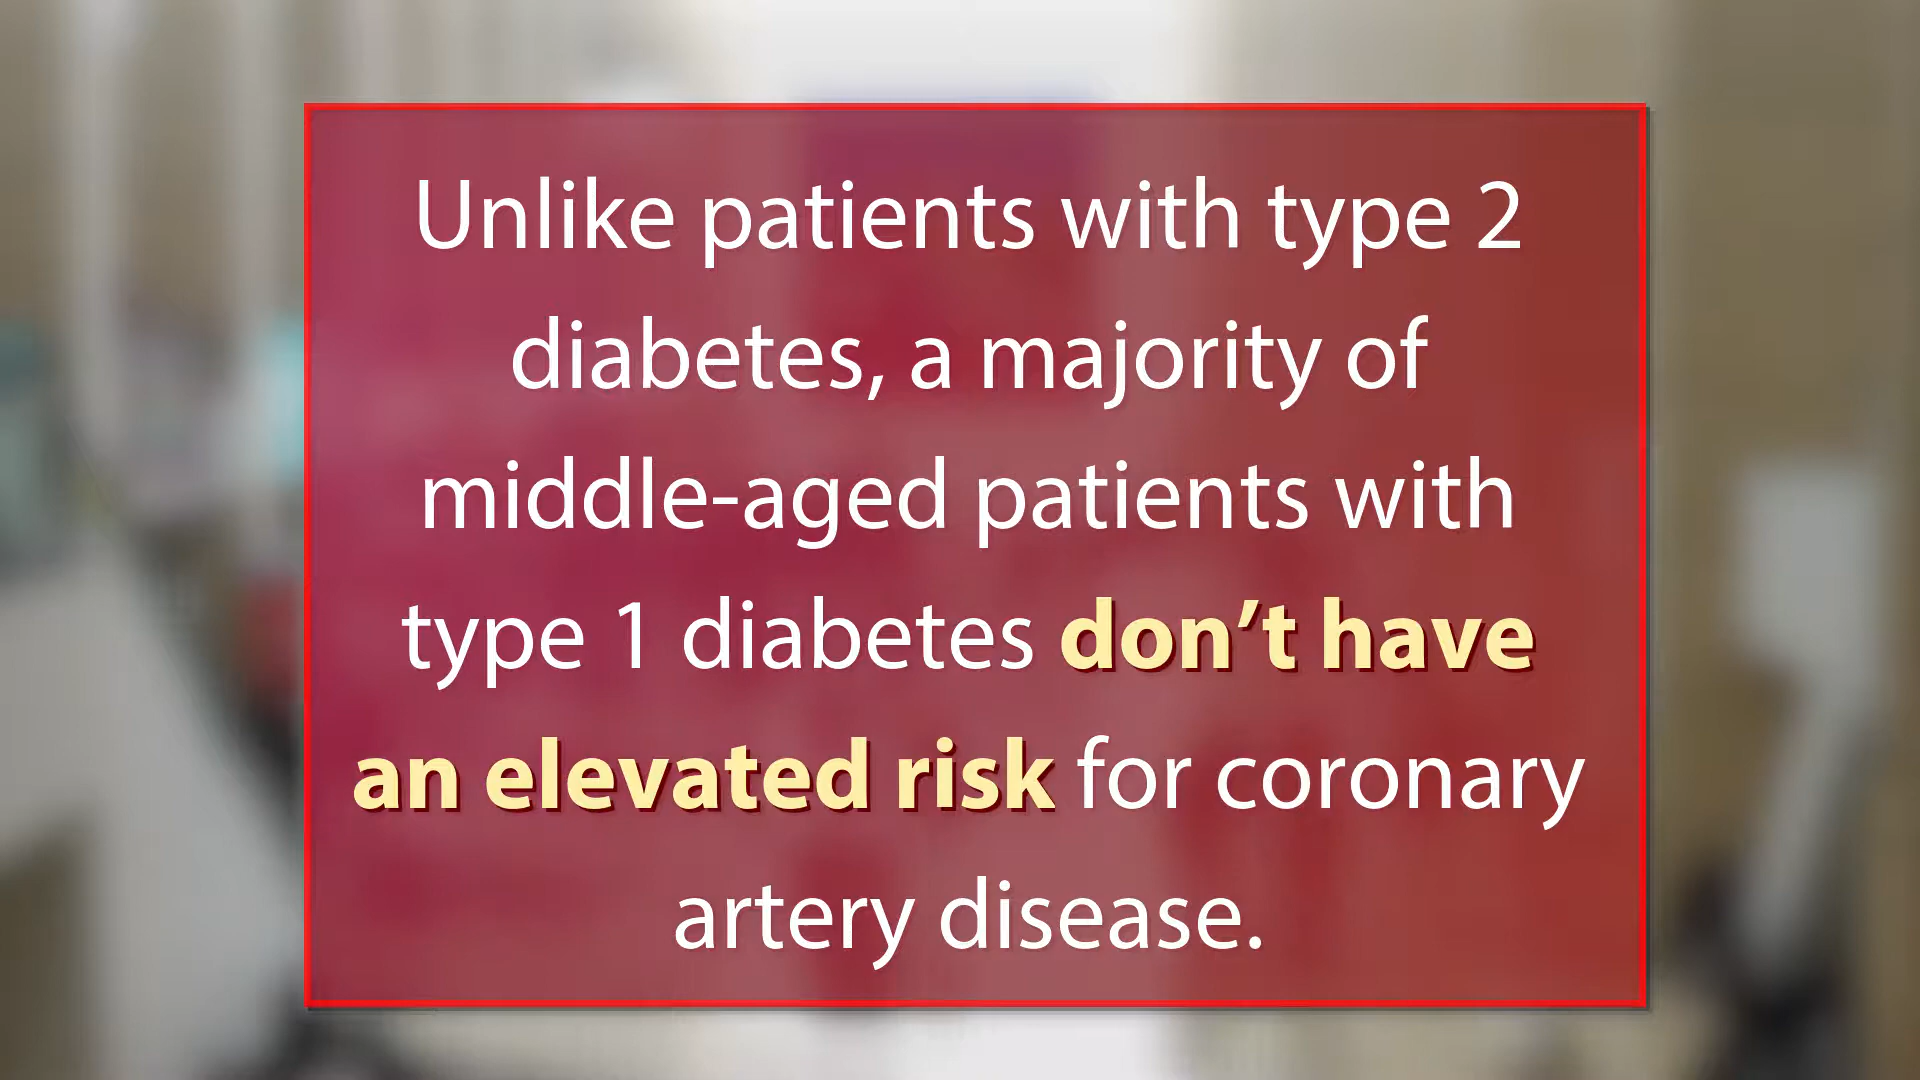 Unlike patients with type 2
diabetes, a majority of
middle-aged patients with
type 1 diabetes don’t have
an elevated risk for coronary
artery disease.